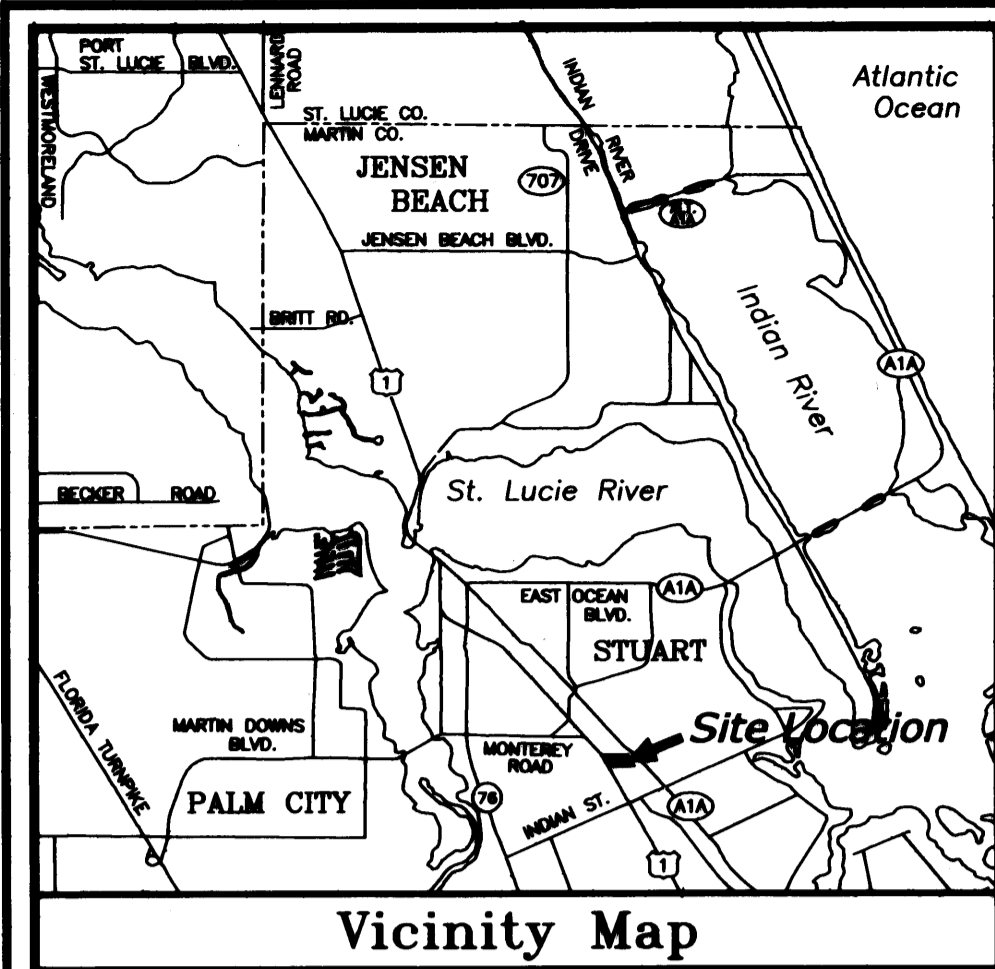 PORT
ST. LUCIE BLVD.
LENNARD
ROAD
WESTMORELAND
ST. LUCIE CO.
MARTIN CO.
INDIAN RIVER
DRIVE
Atlantic
Ocean
JENSEN
BEACH
707
A1A
JENSEN BEACH BLVD.
BRITT RD.
1
Indian River
A1A
BECKER ROAD
St. Lucie River
EAST OCEAN
BLVD.
A1A
STUART
FLORIDA TURNPIKE
MARTIN DOWNS
BLVD.
MONTEREY
ROAD
Site Location
PALM CITY
76
INDIAN ST.
A1A
1
Vicinity Map